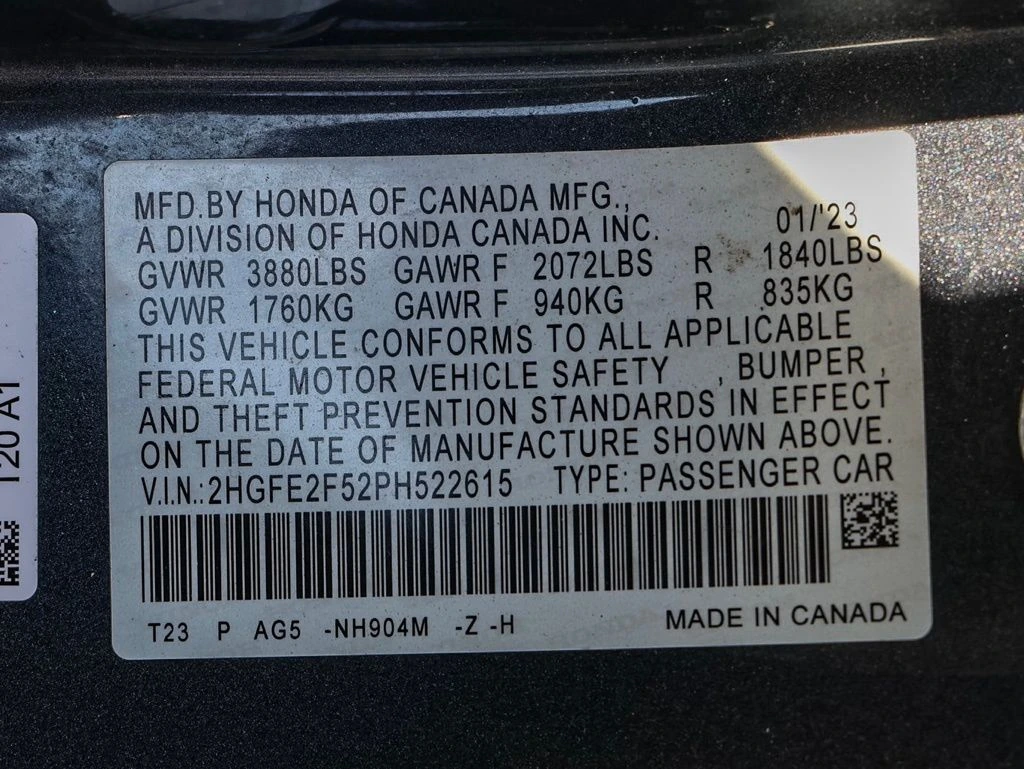 MFD.BY HONDA OF CANADA MFG.,
A DIVISION OF HONDA CANADA INC. 01/'23
GVWR 3880LBS GAWR F 2072LBS R 1840LBS
GVWR 1760KG GAWR F 940KG R 835KG
THIS VEHICLE CONFORMS TO ALL APPLICABLE
FEDERAL MOTOR VEHICLE SAFETY , BUMPER ,
AND THEFT PREVENTION STANDARDS IN EFFECT
ON THE DATE OF MANUFACTURE SHOWN ABOVE.
V.I.N.: 2HGFE2F52PH522615 TYPE: PASSENGER CAR
T23 P AG5 -NH904M -Z -H MADE IN CANADA
A1